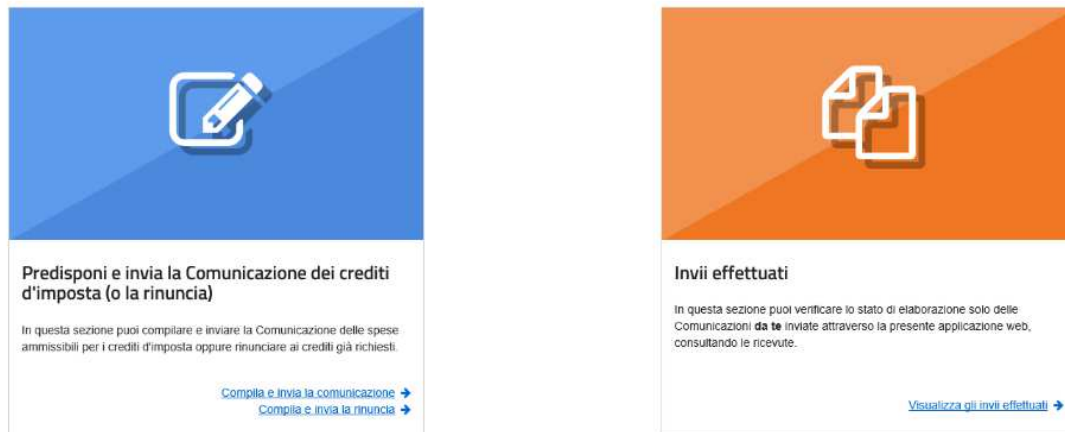 Predisponi e invia la Comunicazione dei crediti
d'imposta (o la rinuncia)
In questa sezione puoi compilare e inviare la Comunicazione delle spese
ammissibili per i crediti d'imposta oppure rinunciare ai crediti già richiesti.
Compila e invia la comunicazione →
Compila e invia la rinuncia →
Invii effettuati
In questa sezione puoi verificare lo stato di elaborazione solo delle
Comunicazioni da te inviate attraverso la presente applicazione web,
consultando le ricevute.
Visualizza gli invii effettuati →